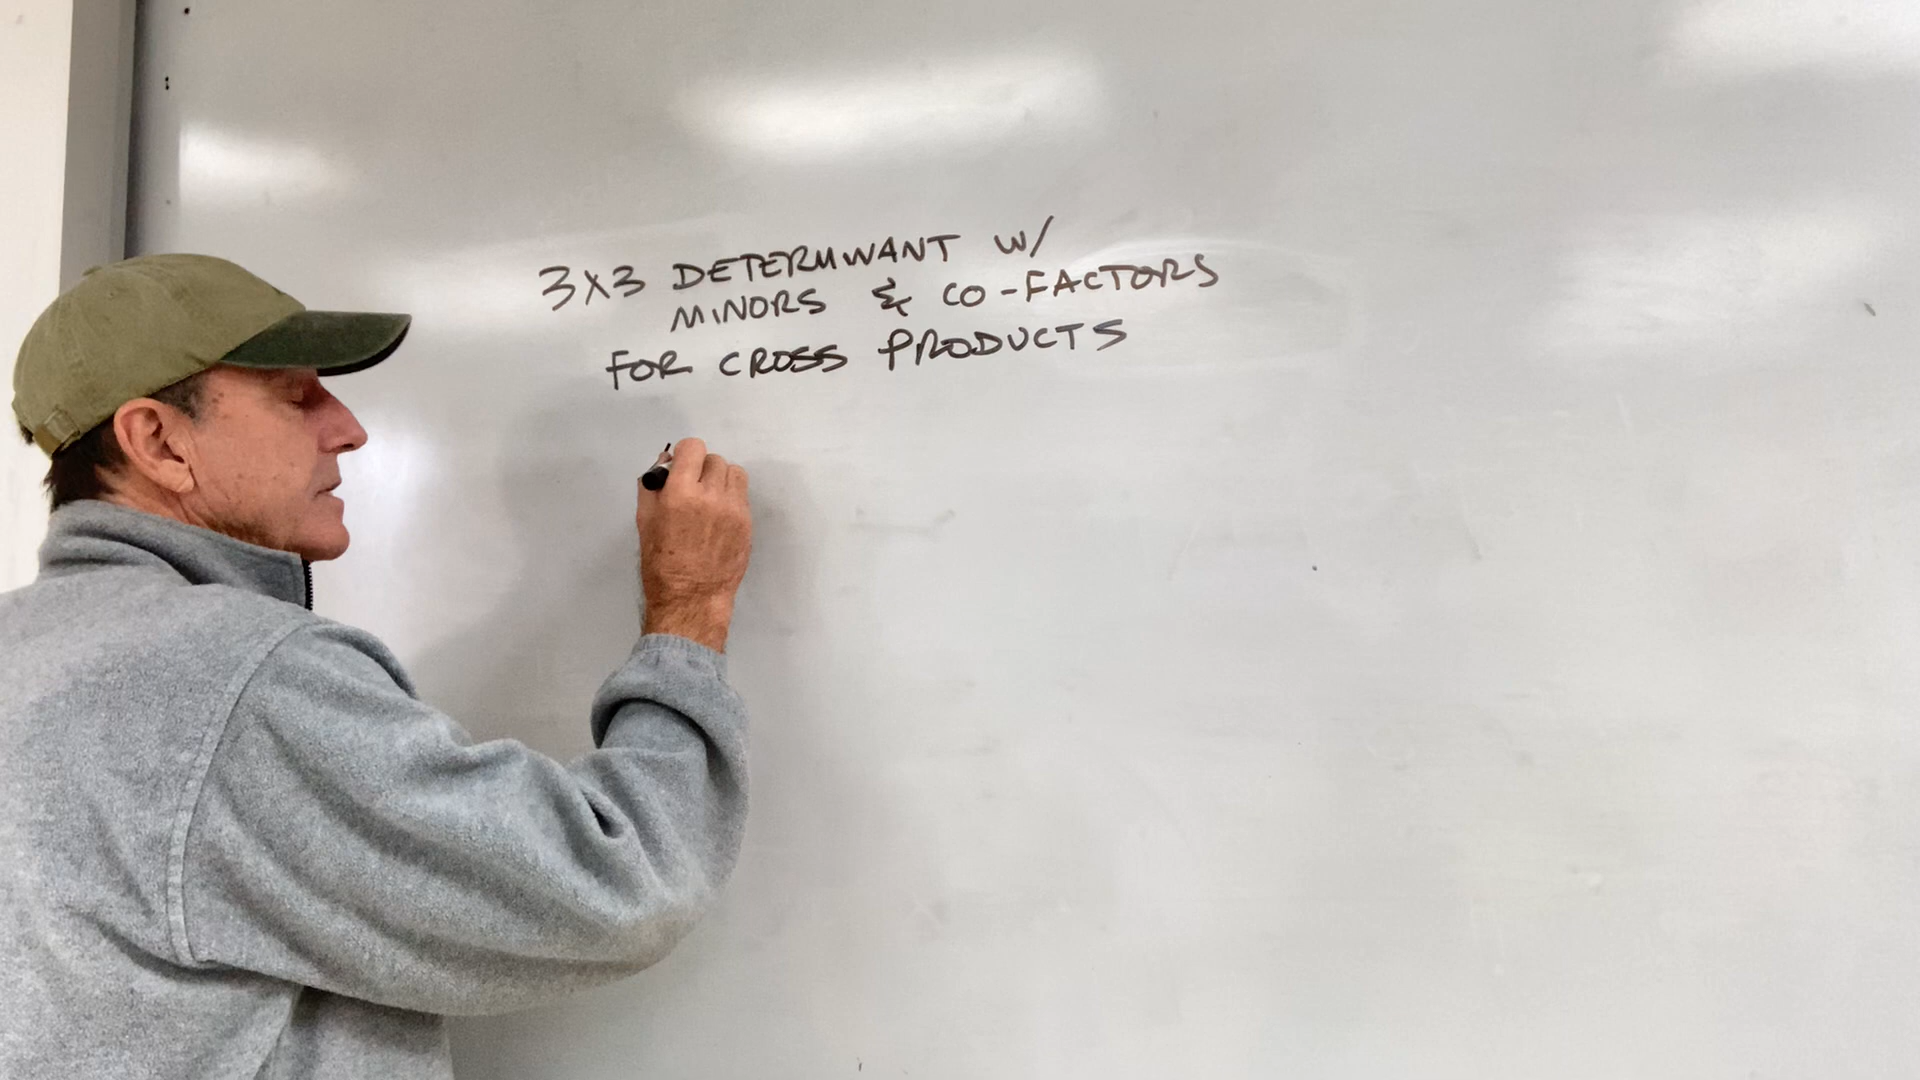 3X3 DETERMINANT W/
MINORS & CO-FACTORS
FOR CROSS PRODUCTS